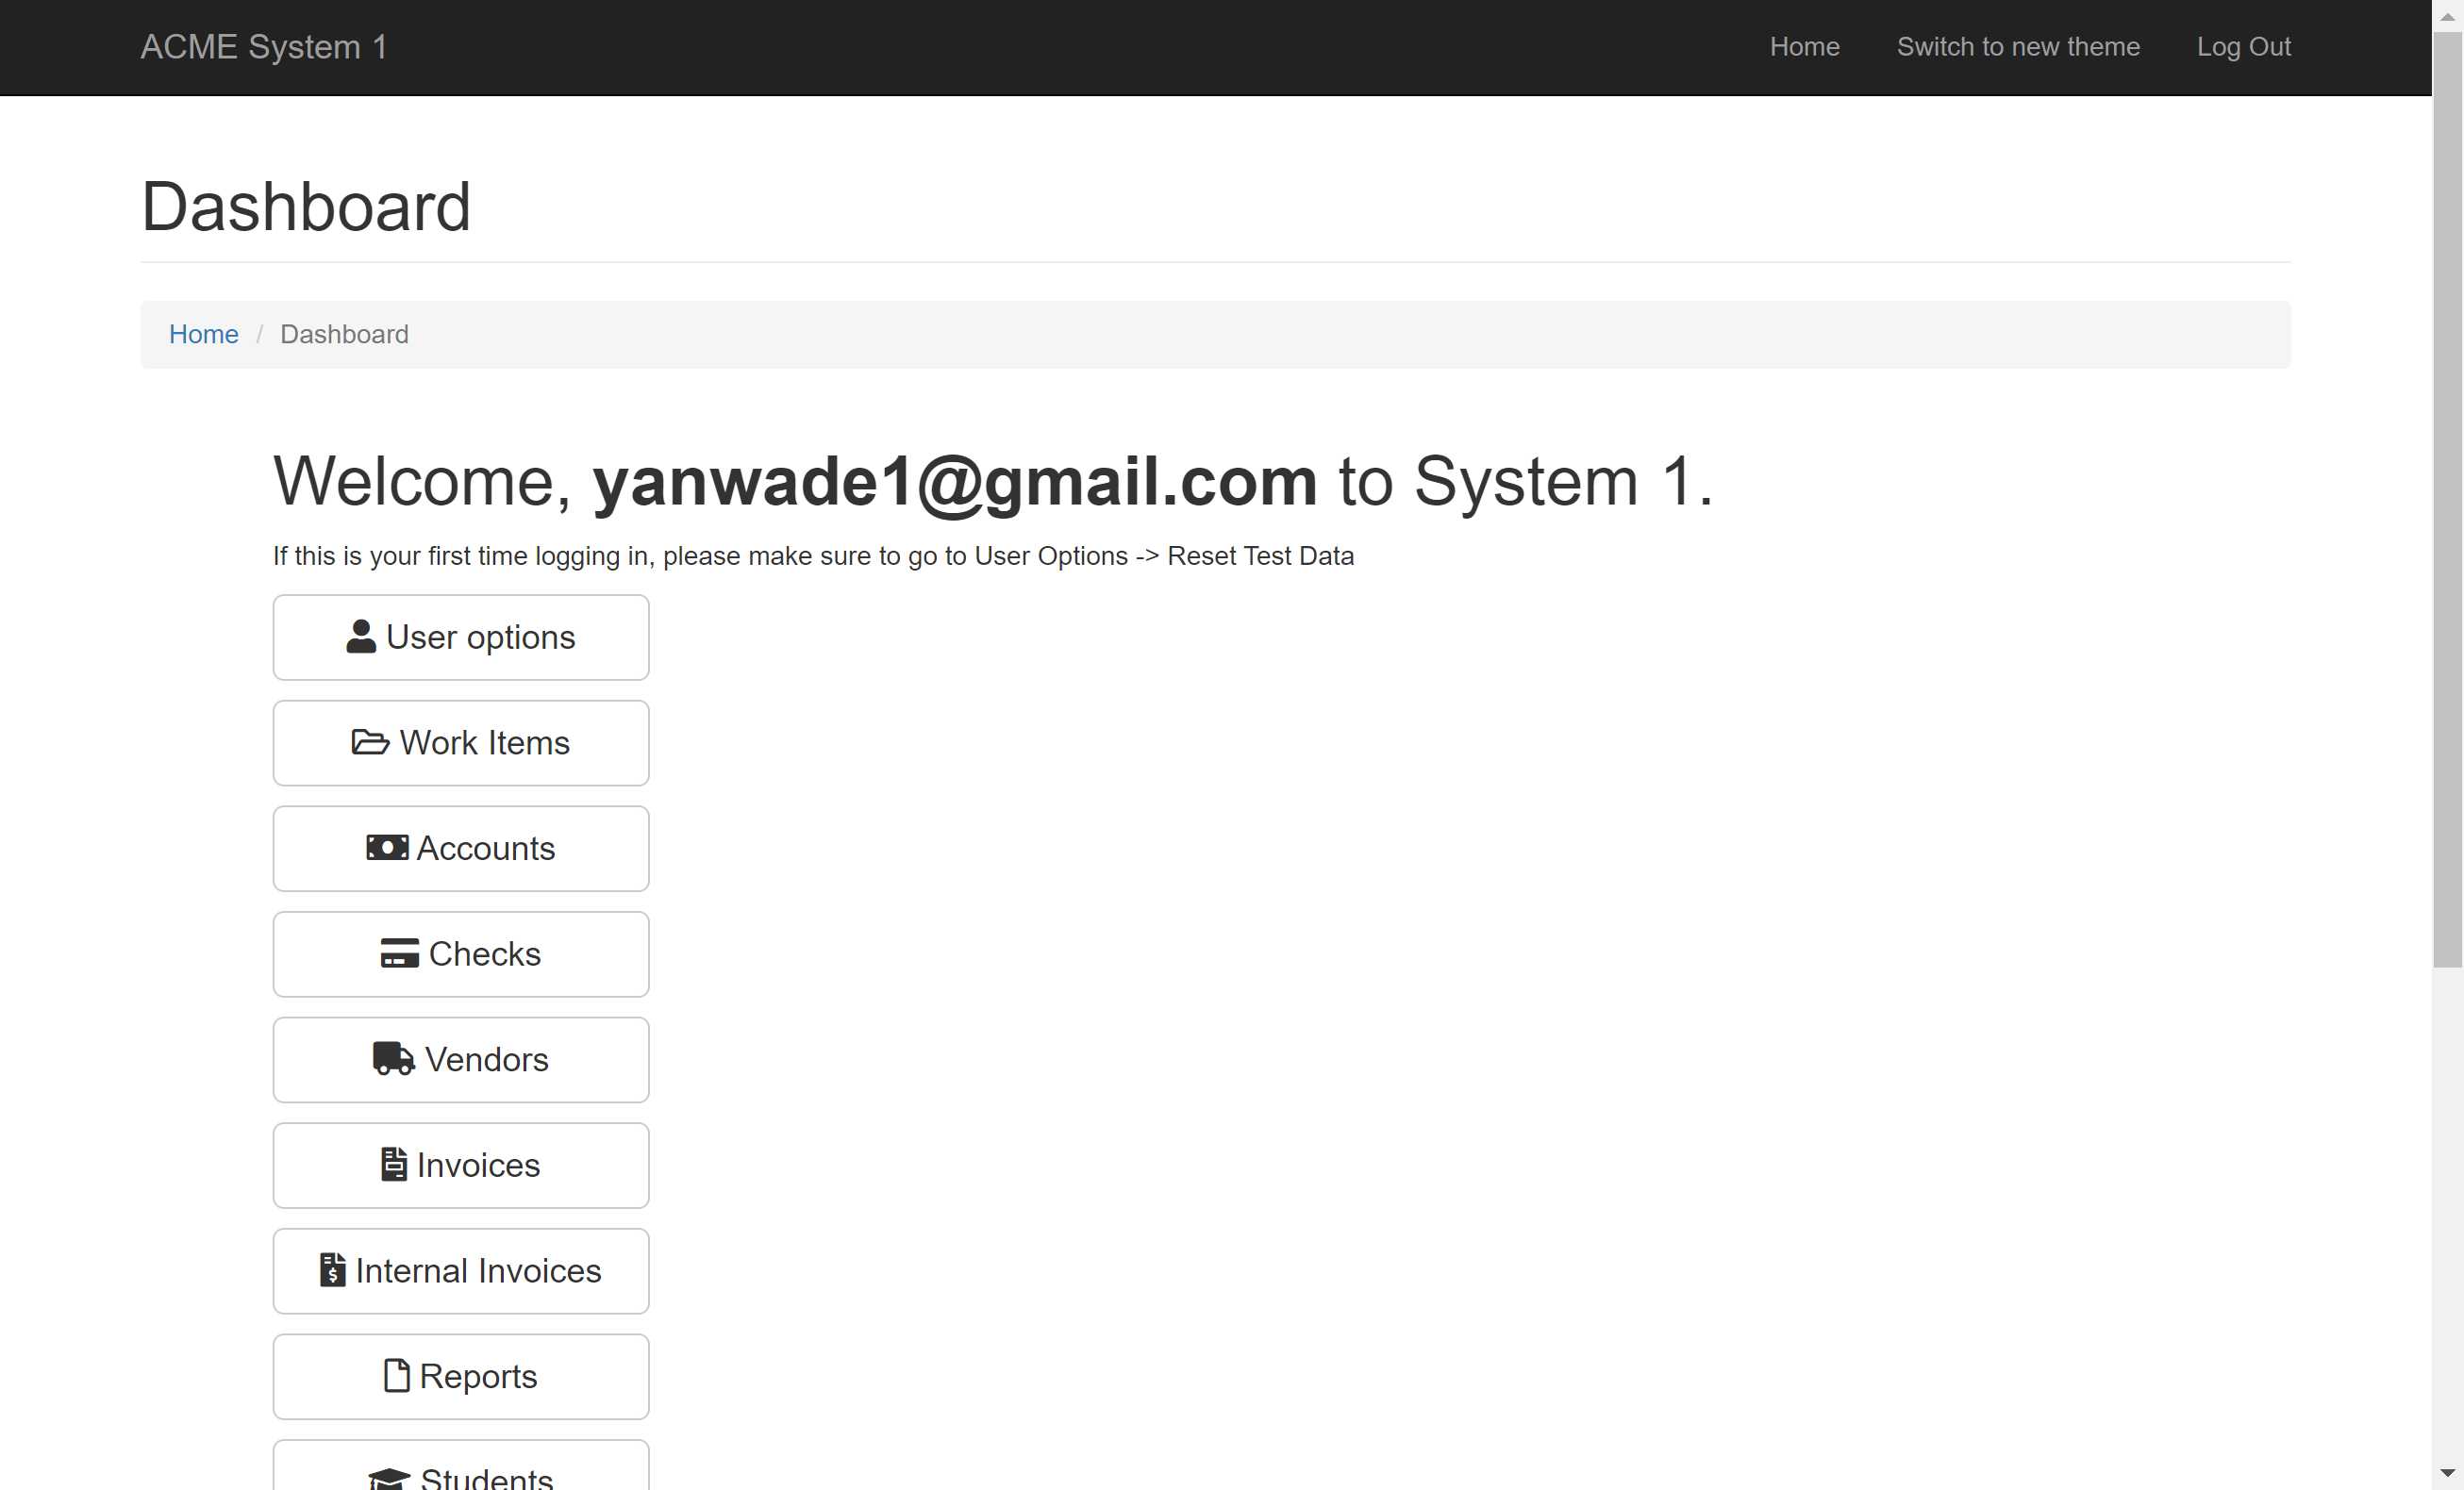 ACME System 1
Home
Switch to new theme
Log Out
Dashboard
Home / Dashboard
Welcome, yanwade1@gmail.com to System 1.
If this is your first time logging in, please make sure to go to User Options -> Reset Test Data
User options
Work Items
Accounts
Checks
Vendors
Invoices
Internal Invoices
Reports
Students